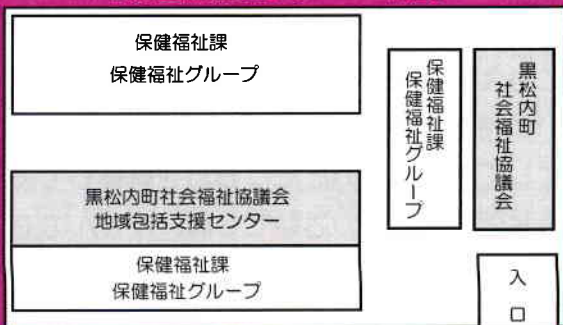 保健福祉課
保健福祉グループ
保健福祉課
保健福祉グループ
黒松内町
社会福祉協議会
黒松内町社会福祉協議会
地域包括支援センター
保健福祉課
保健福祉グループ
入
口